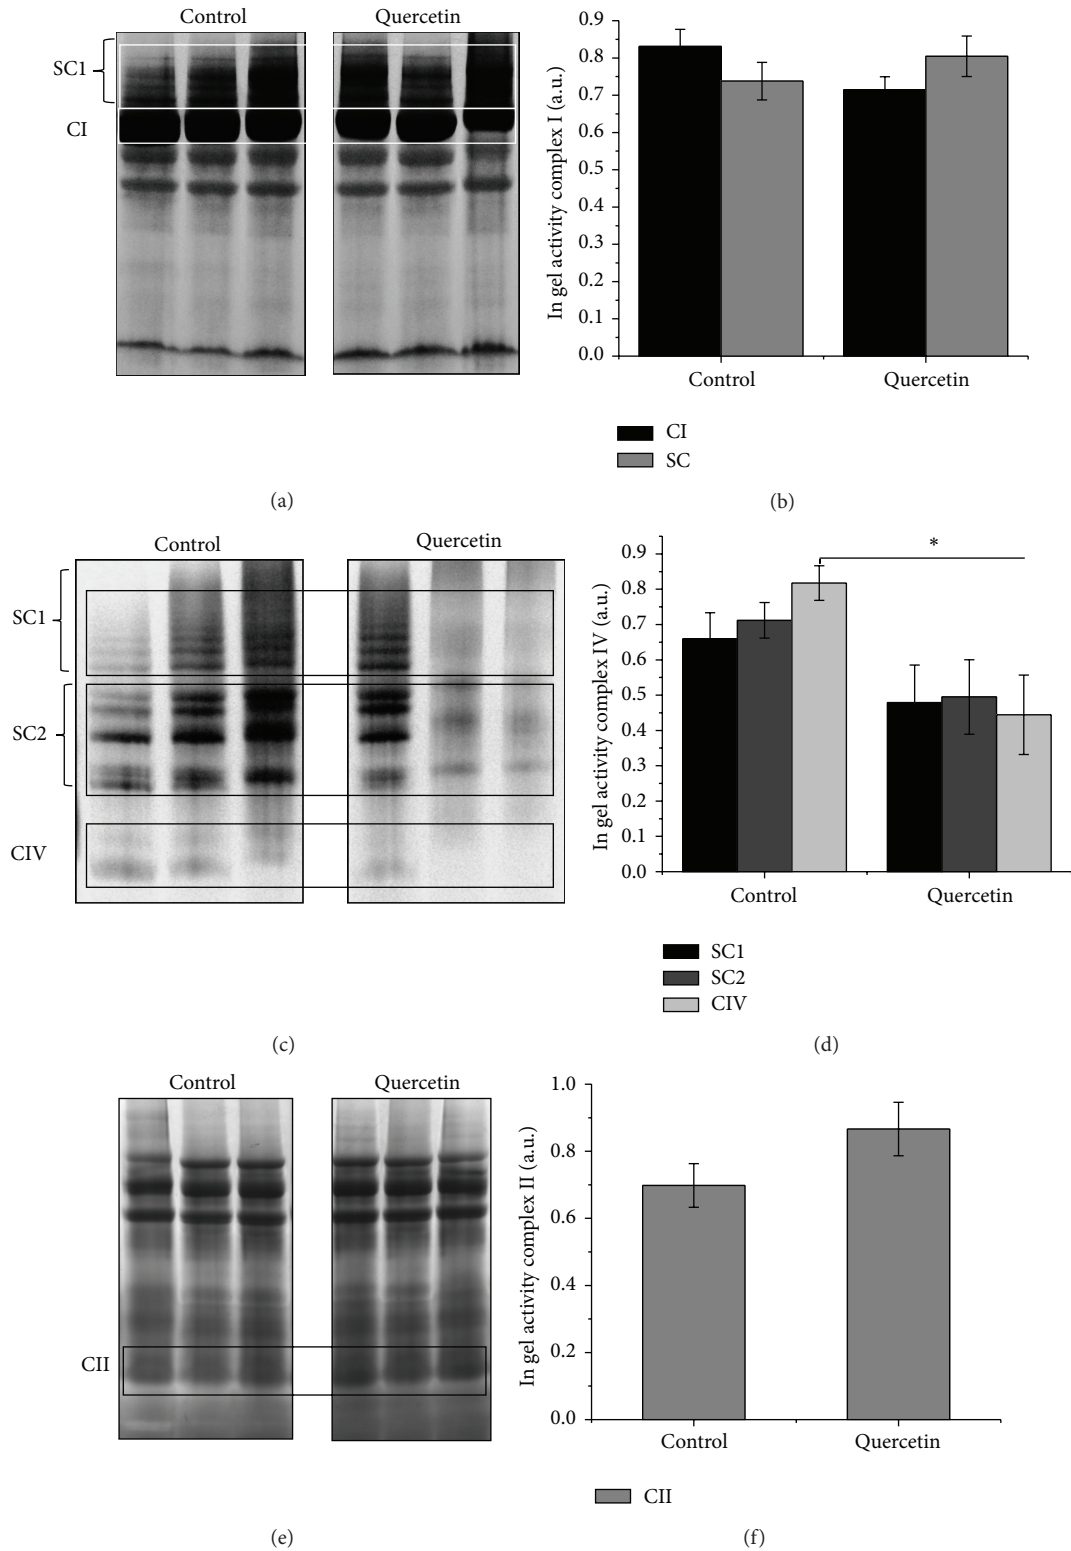 Control Quercetin
SC1
CI
(a)
In gel activity complex I (a.u.)
0.9
0.8
0.7
0.6
0.5
0.4
0.3
0.2
0.1
0.0
Control Quercetin
CI
SC
(b)
Control Quercetin
SC1
SC2
CIV
(c)
In gel activity complex IV (a.u.)
0.9
0.8
0.7
0.6
0.5
0.4
0.3
0.2
0.1
0.0
*
Control Quercetin
SC1
SC2
CIV
(d)
Control Quercetin
CII
(e)
In gel activity complex II (a.u.)
1.0
0.8
0.6
0.4
0.2
0.0
Control Quercetin
CII
(f)